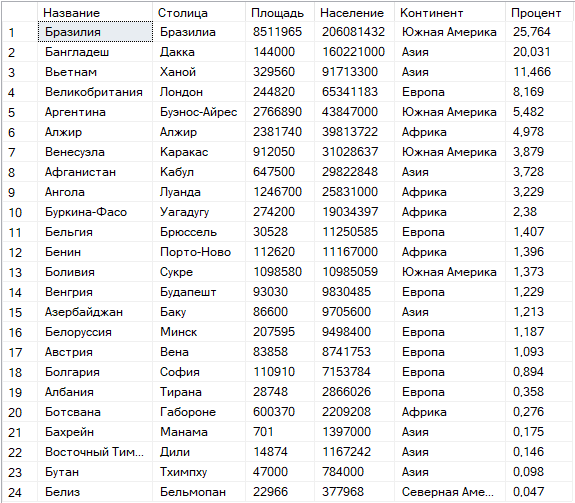 Название Столица Площадь Население Континент Процент
1 Бразилия Бразилиа 8511965 206081432 Южная Америка 25,764
2 Бангладеш Дакка 144000 160221000 Азия 20,031
3 Вьетнам Ханой 329560 91713300 Азия 11,466
4 Великобритания Лондон 244820 65341183 Европа 8,169
5 Аргентина Буэнос-Айрес 2766890 43847000 Южная Америка 5,482
6 Алжир Алжир 2381740 39813722 Африка 4,978
7 Венесуэла Каракас 912050 31028637 Южная Америка 3,879
8 Афганистан Кабул 647500 29822848 Азия 3,728
9 Ангола Луанда 1246700 25831000 Африка 3,229
10 Буркина-Фасо Уагадугу 274200 19034397 Африка 2,38
11 Бельгия Брюссель 30528 11250585 Европа 1,407
12 Бенин Порто-Ново 112620 11167000 Африка 1,396
13 Боливия Сукре 1098580 10985059 Южная Америка 1,373
14 Венгрия Будапешт 93030 9830485 Европа 1,229
15 Азербайджан Баку 86600 9705600 Азия 1,213
16 Белоруссия Минск 207595 9498400 Европа 1,187
17 Австрия Вена 83858 8741753 Европа 1,093
18 Болгария София 110910 7153784 Европа 0,894
19 Албания Тирана 28748 2866026 Европа 0,358
20 Ботсвана Габороне 600370 2209208 Африка 0,276
21 Бахрейн Манама 701 1397000 Азия 0,175
22 Восточный Тим... Дили 14874 1167242 Азия 0,146
23 Бутан Тхимпху 47000 784000 Азия 0,098
24 Белиз Бельмопан 22966 377968 Северная Аме... 0,047